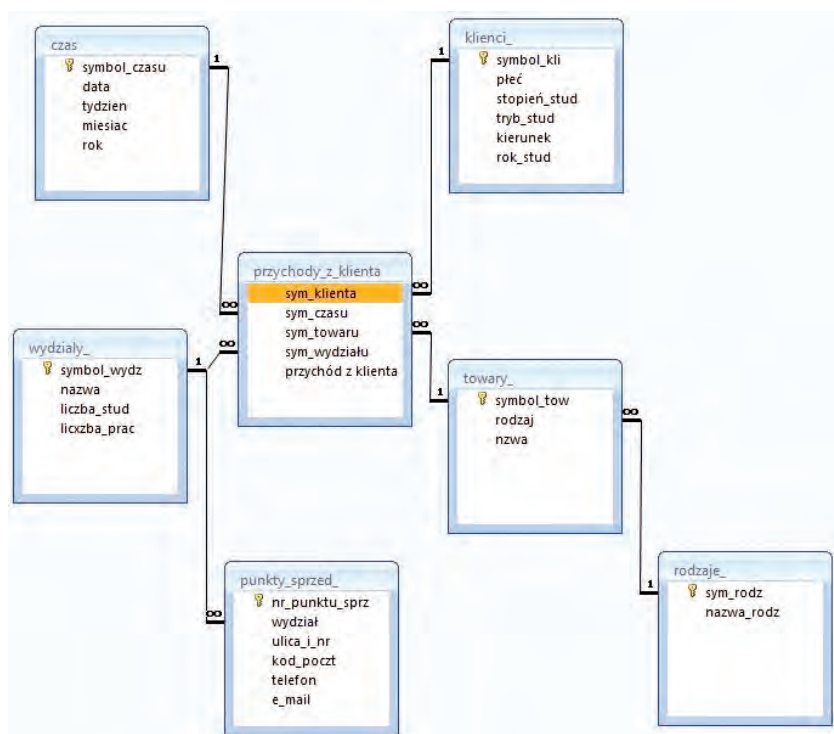 czas
symbol_czasu
data
tydzien
miesiac
rok
1
klienci_
symbol_kli
płeć
stopień_stud
tryb_stud
kierunek
rok_stud
1
przychody_z_klienta
sym_klienta
sym_czasu
sym_towaru
sym_wydziału
przychód z klienta
∞
∞
∞
∞
wydzialy_
symbol_wydz
nazwa
liczba_stud
licxzba_prac
1
towary_
symbol_tow
rodzaj
nzwa
1
∞
punkty_sprzed_
nr_punktu_sprz
wydział
ulica_i_nr
kod_poczt
telefon
e_mail
∞
rodzaje_
sym_rodz
nazwa_rodz
1